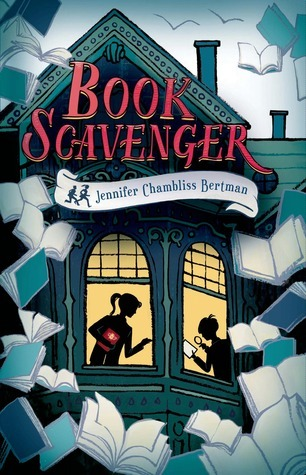 BOOK
SCAVENGER
Jennifer Chambliss Bertman